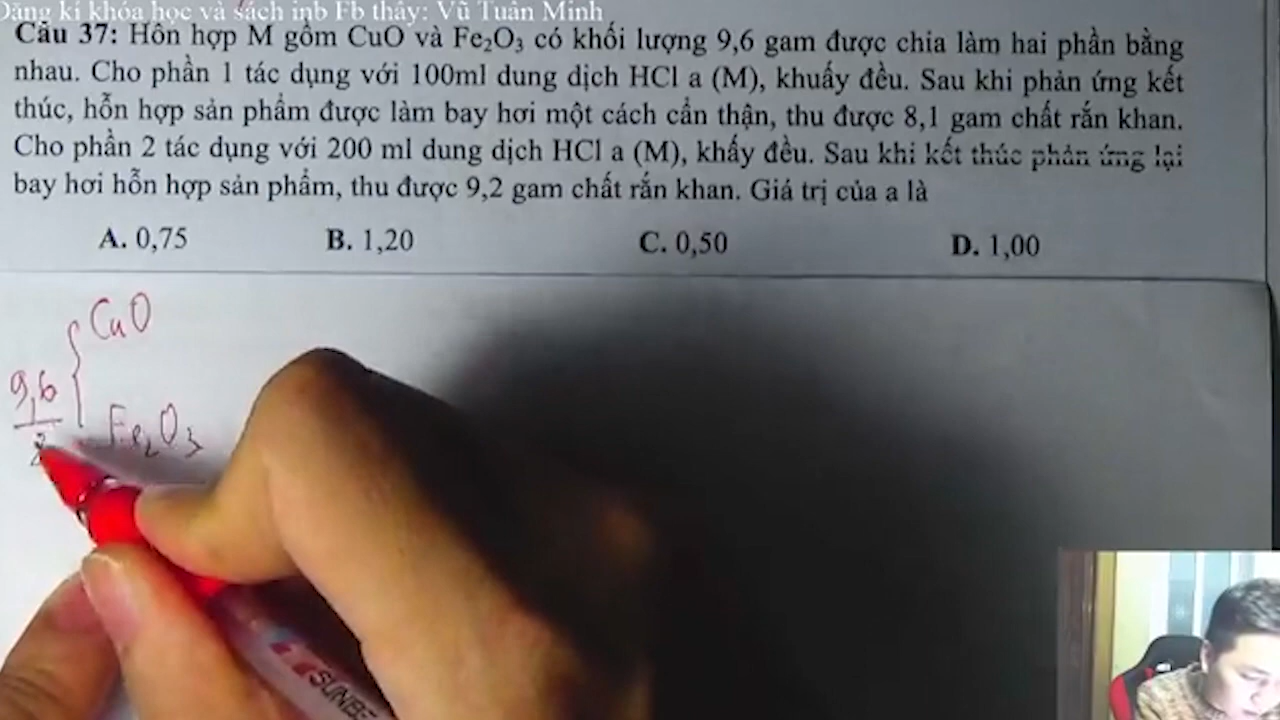 Đăng kí khóa học và sách inb Fb thầy: Vũ Tuấn Minh
Câu 37: Hỗn hợp M gồm CuO và Fe₂O₃ có khối lượng 9,6 gam được chia làm hai phần bằng
nhau. Cho phần 1 tác dụng với 100ml dung dịch HCl a (M), khuấy đều. Sau khi phản ứng kết
thúc, hỗn hợp sản phẩm được làm bay hơi một cách cẩn thận, thu được 8,1 gam chất rắn khan.
Cho phần 2 tác dụng với 200 ml dung dịch HCl a (M), khấy đều. Sau khi kết thúc phản ứng lại
bay hơi hỗn hợp sản phẩm, thu được 9,2 gam chất rắn khan. Giá trị của a là
A. 0,75 B. 1,20 C. 0,50 D. 1,00
CuO
9,6
Fe₂O₃